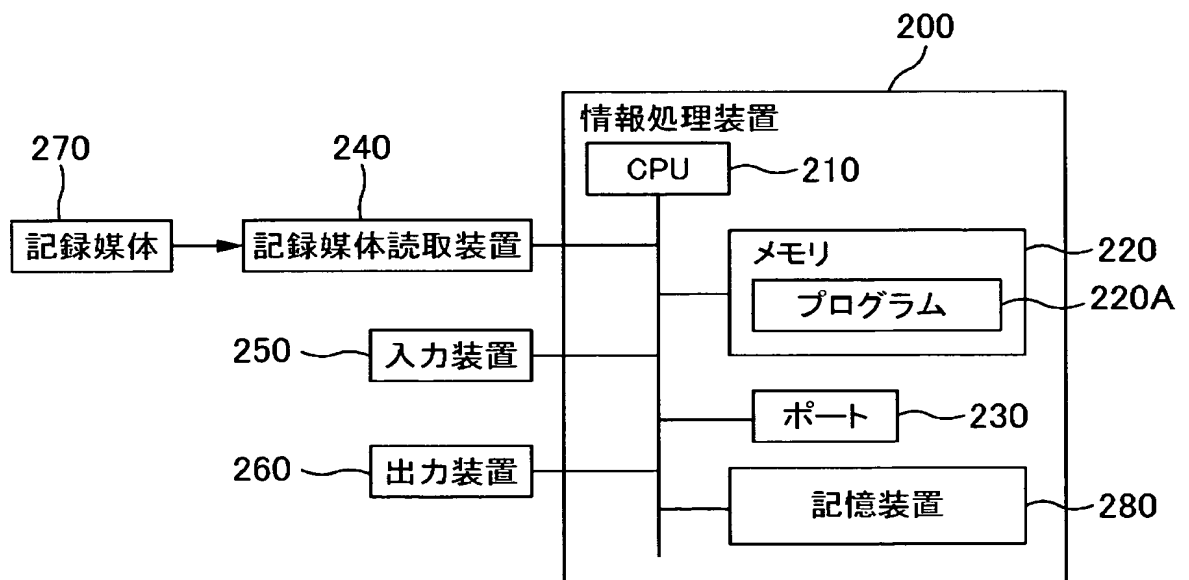 200
情報処理装置
270
240
CPU
210
記録媒体
記録媒体読取装置
メモリ
220
プログラム
220A
250
入力装置
ポート
230
260
出力装置
記憶装置
280